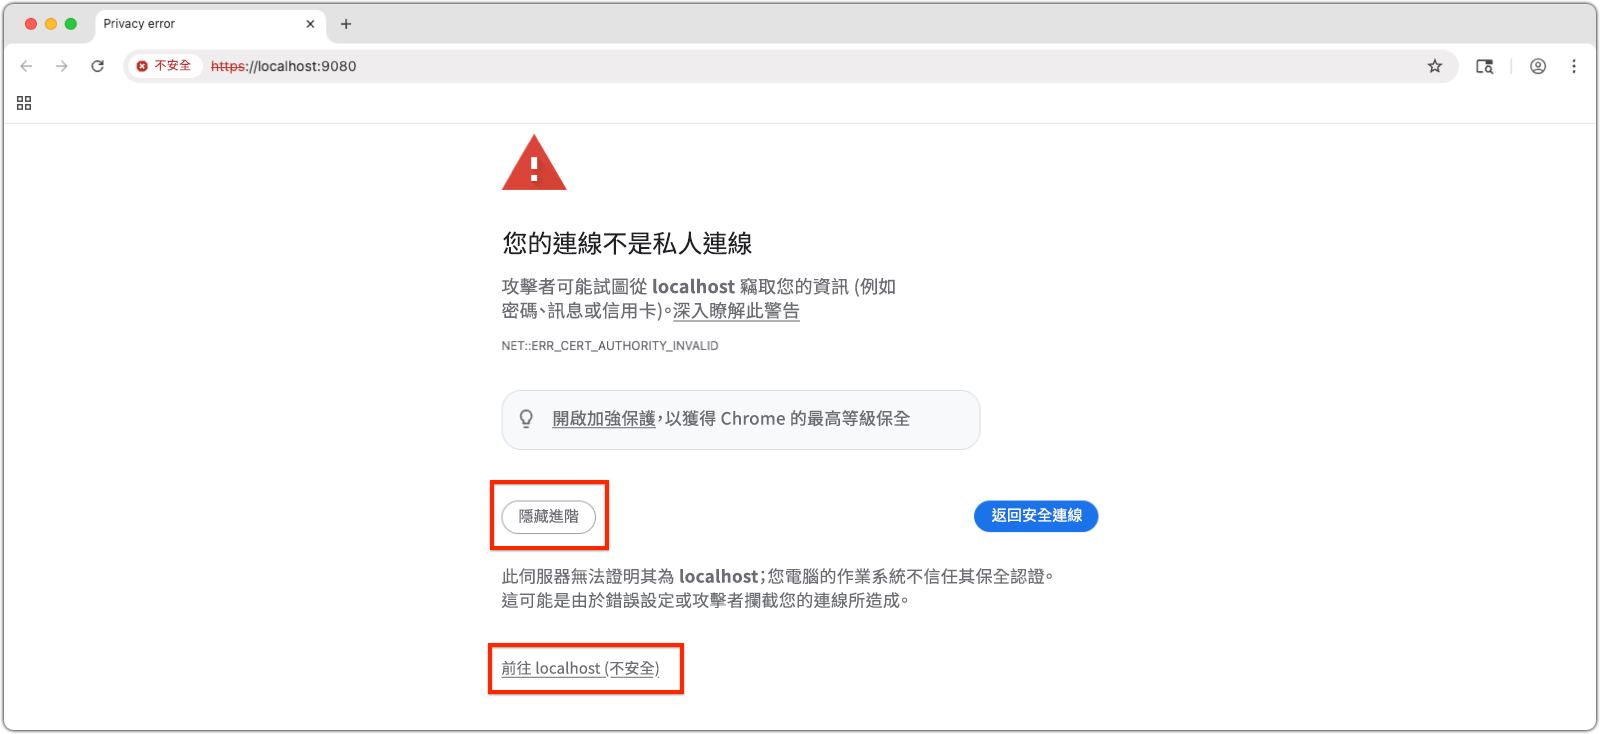 Privacy error
不安全 https://localhost:9080
您的連線不是私人連線
攻擊者可能試圖從 localhost 竊取您的資訊 (例如
密碼、訊息或信用卡)。深入瞭解此警告
NET::ERR_CERT_AUTHORITY_INVALID
開啟加強保護，以獲得 Chrome 的最高等級保全
隱藏進階
返回安全連線
此伺服器無法證明其為 localhost；您電腦的作業系統不信任其保全認證。
這可能是由於錯誤設定或攻擊者攔截您的連線所造成。
前往 localhost (不安全)